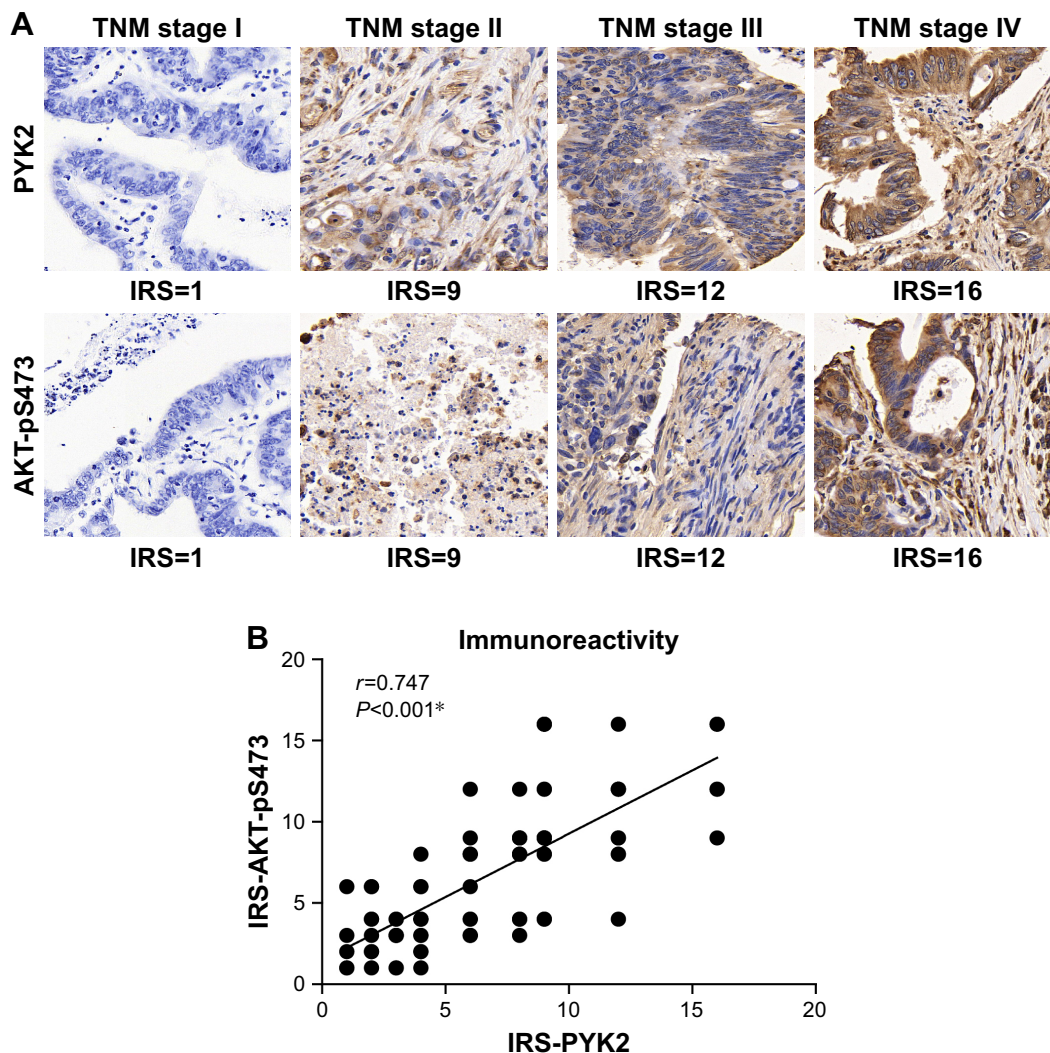 A
TNM stage I TNM stage II TNM stage III TNM stage IV
PYK2
IRS=1 IRS=9 IRS=12 IRS=16
AKT-pS473
IRS=1 IRS=9 IRS=12 IRS=16
B
Immunoreactivity
r=0.747
P<0.001*
IRS-AKT-pS473
20
15
10
5
0
0 5 10 15 20
IRS-PYK2